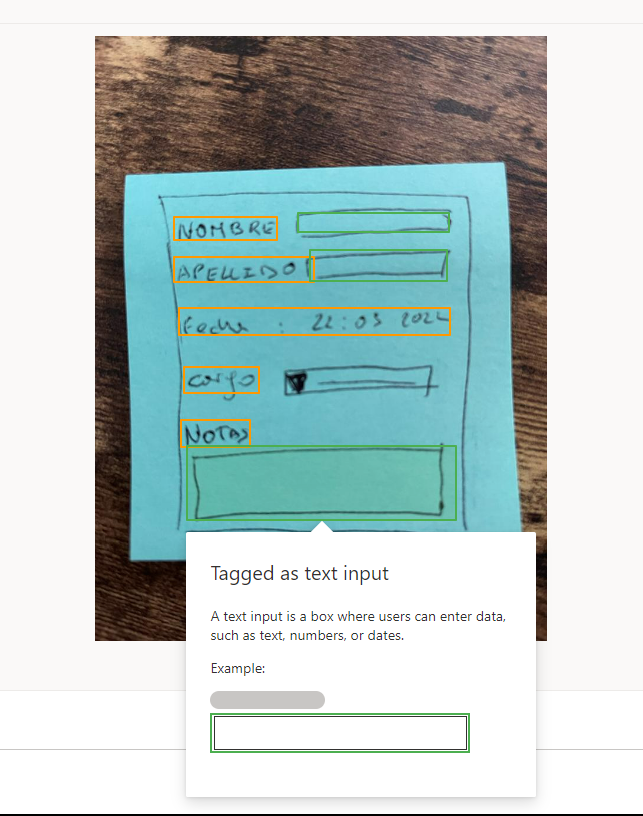 NOMBRE
APELLIDO
Fecha : 22:03 2022
cargo
NOTAS
Tagged as text input
A text input is a box where users can enter data,
such as text, numbers, or dates.
Example: